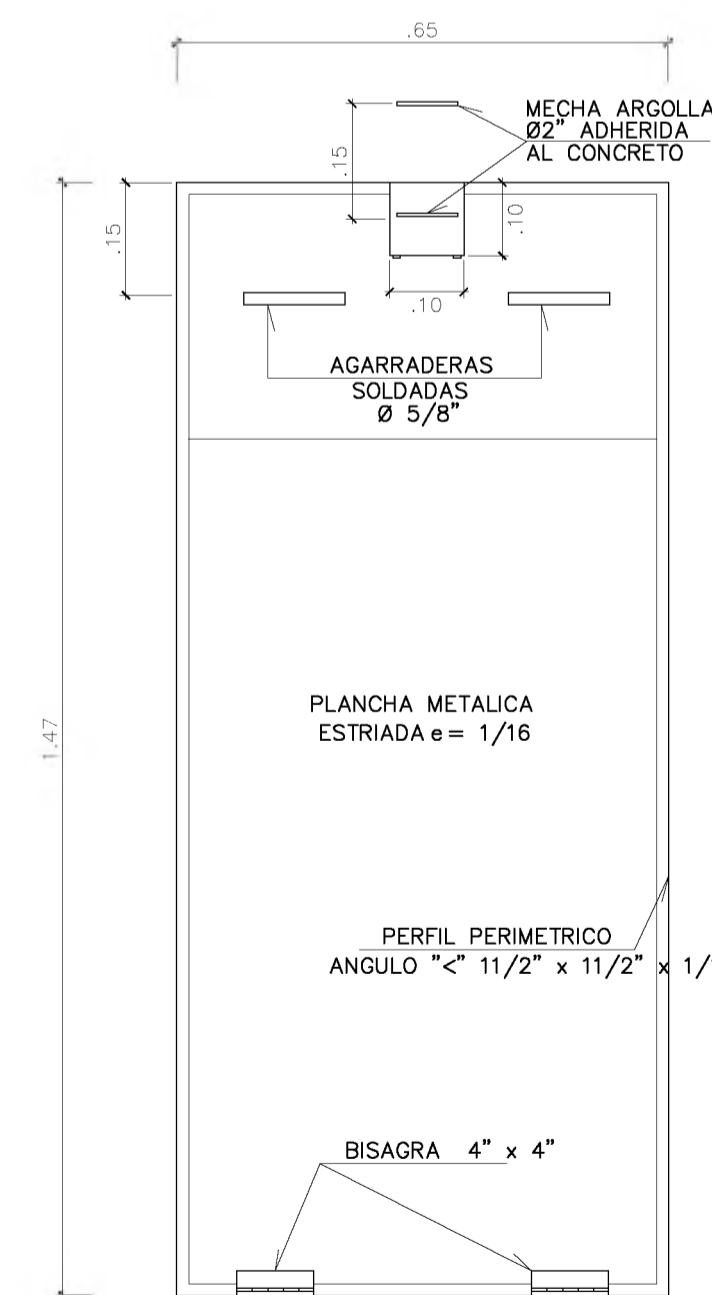 .65
MECHA ARGOLLA
Ø2" ADHERIDA
AL CONCRETO
.15
.10
.15
.10
AGARRADERAS
SOLDADAS
Ø 5/8"
PLANCHA METALICA
ESTRIADA e = 1/16
1.47
PERFIL PERIMETRICO
ANGULO "<" 11/2" x 11/2" x
BISAGRA 4" x 4"